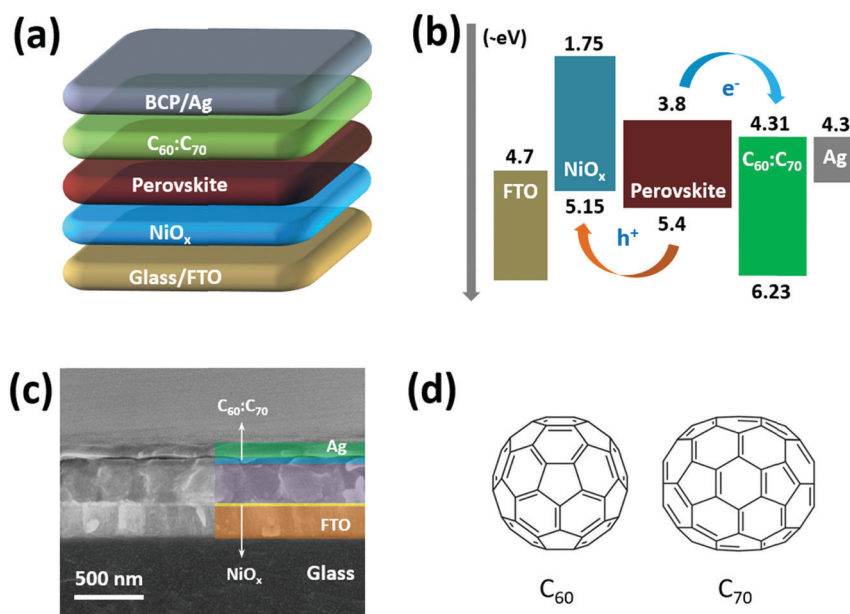 (a)
BCP/Ag
C₆₀:C₇₀
Perovskite
NiOₓ
Glass/FTO
(b)
(~eV)
1.75
e⁻
3.8
4.31
4.3
4.7
NiOₓ
C₆₀:C₇₀
Ag
FTO
Perovskite
5.15
5.4
h⁺
6.23
(c)
C₆₀:C₇₀
Ag
FTO
NiOₓ
Glass
500 nm
(d)
C₆₀
C₇₀